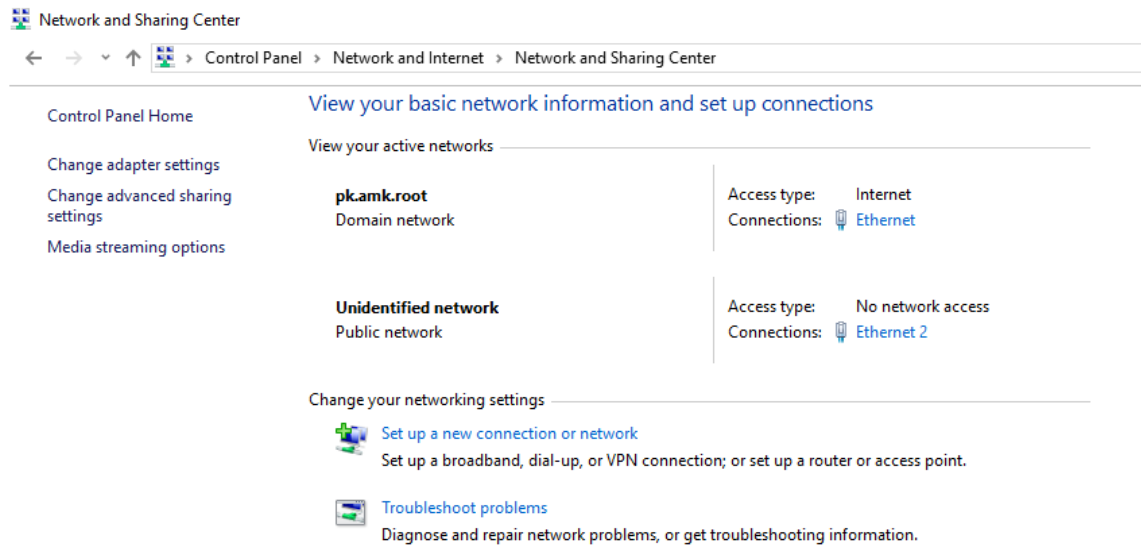 Network and Sharing Center
Control Panel > Network and Internet > Network and Sharing Center
Control Panel Home
Change adapter settings
Change advanced sharing
settings
Media streaming options
View your basic network information and set up connections
View your active networks
pk.amk.root
Domain network
Access type: Internet
Connections: Ethernet
Unidentified network
Public network
Access type: No network access
Connections: Ethernet 2
Change your networking settings
Set up a new connection or network
Set up a broadband, dial-up, or VPN connection; or set up a router or access point.
Troubleshoot problems
Diagnose and repair network problems, or get troubleshooting information.